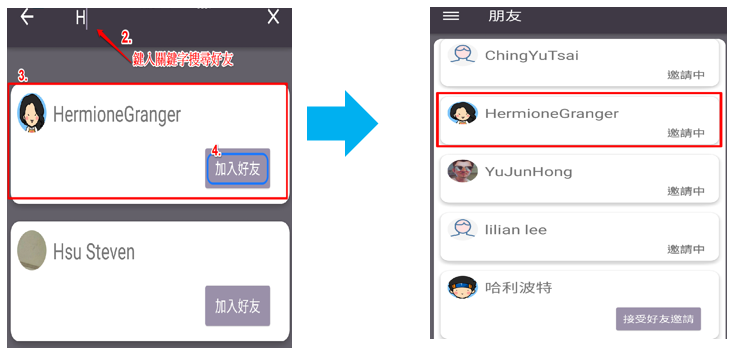 H
X
2.
鍵入關鍵字搜尋好友
3.
HermioneGranger
4.
加入好友
Hsu Steven
加入好友
朋友
ChingYuTsai
邀請中
HermioneGranger
邀請中
YuJunHong
邀請中
lilian lee
邀請中
哈利波特
接受好友邀請